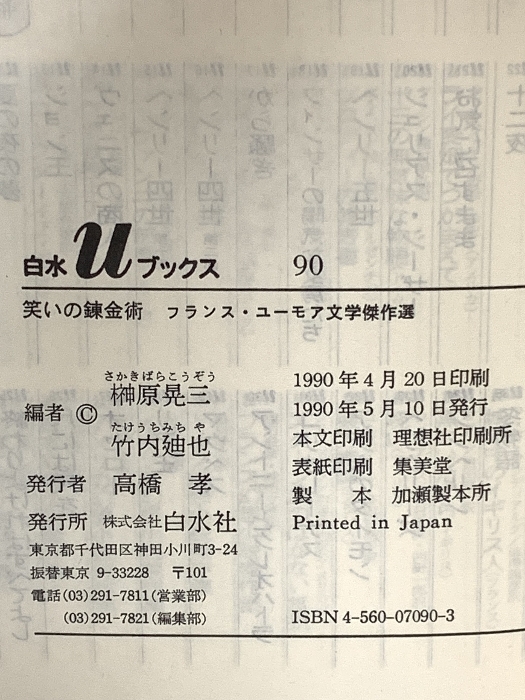 白水uブックス 90
笑いの錬金術 フランス・ユーモア文学傑作選
さかきばらこうぞう
榊原晃三
編者 ©
たけうちみちや
竹内廸也
発行者 高橋 孝
発行所 株式会社白水社
東京都千代田区神田小川町3-24
振替東京 9-33228 〒101
電話(03)291-7811(営業部)
(03)291-7821(編集部)
1990年4月20日印刷
1990年5月10日発行
本文印刷 理想社印刷所
表紙印刷 集美堂
製 本 加瀬製本所
Printed in Japan
ISBN4-560-07090-3